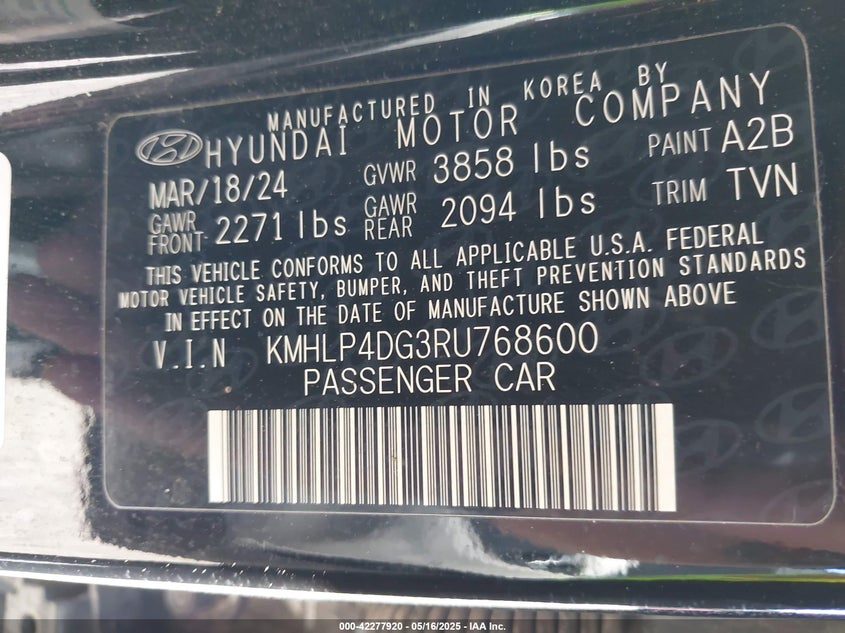 MANUFACTURED IN KOREA BY
HYUNDAI MOTOR COMPANY
MAR/18/24 GVWR 3858 lbs PAINT A2B
GAWR FRONT 2271 lbs GAWR REAR 2094 lbs TRIM TVN
THIS VEHICLE CONFORMS TO ALL APPLICABLE U.S.A. FEDERAL
MOTOR VEHICLE SAFETY, BUMPER, AND THEFT PREVENTION STANDARDS
IN EFFECT ON THE DATE OF MANUFACTURE SHOWN ABOVE
V.I.N KMHLP4DG3RU768600
PASSENGER CAR
000-42277920 - 05/16/2025 - IAA Inc.